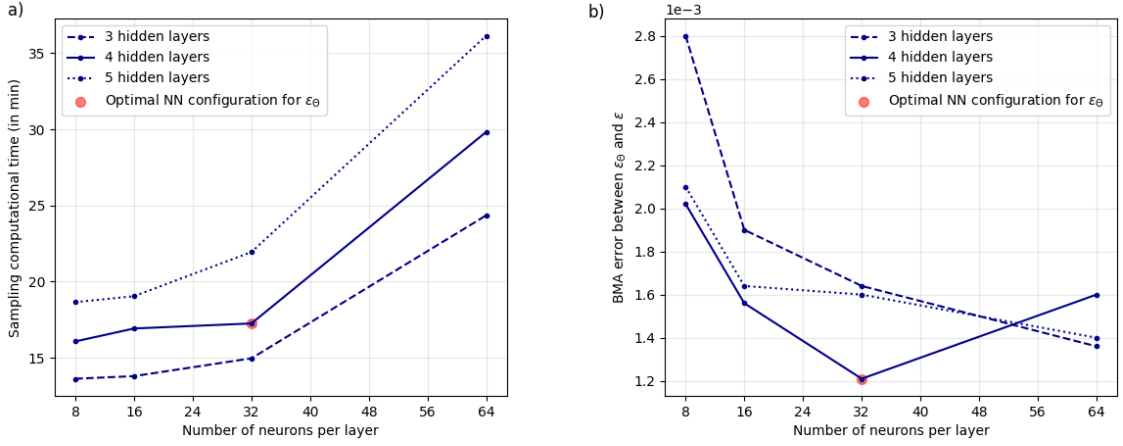 a)
3 hidden layers
4 hidden layers
5 hidden layers
Optimal NN configuration for ε_Θ
Sampling computational time (in min)
35
30
25
20
15
8 16 24 32 40 48 56 64
Number of neurons per layer
b)
1e−3
3 hidden layers
4 hidden layers
5 hidden layers
Optimal NN configuration for ε_Θ
BMA error between ε_Θ and ε
2.8
2.6
2.4
2.2
2.0
1.8
1.6
1.4
1.2
8 16 24 32 40 48 56 64
Number of neurons per layer